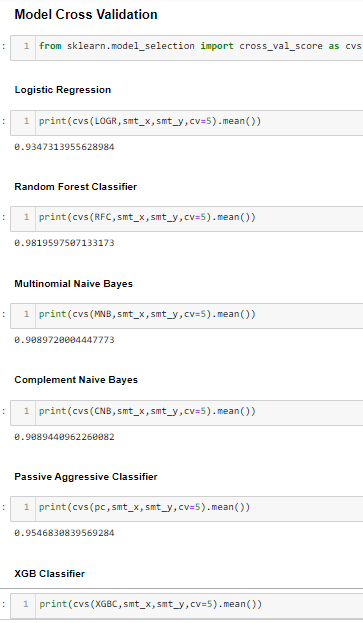 Model Cross Validation
: 1 from sklearn.model_selection import cross_val_score as cvs
Logistic Regression
: 1 print(cvs(LOGR,smt_x,smt_y,cv=5).mean())
0.9347313955628984
Random Forest Classifier
: 1 print(cvs(RFC,smt_x,smt_y,cv=5).mean())
0.9819597507133173
Multinomial Naive Bayes
: 1 print(cvs(MNB,smt_x,smt_y,cv=5).mean())
0.9089720004447773
Complement Naive Bayes
: 1 print(cvs(CNB,smt_x,smt_y,cv=5).mean())
0.9089440962260082
Passive Aggressive Classifier
: 1 print(cvs(pc,smt_x,smt_y,cv=5).mean())
0.9546830839569284
XGB Classifier
: 1 print(cvs(XGBC,smt_x,smt_y,cv=5).mean())